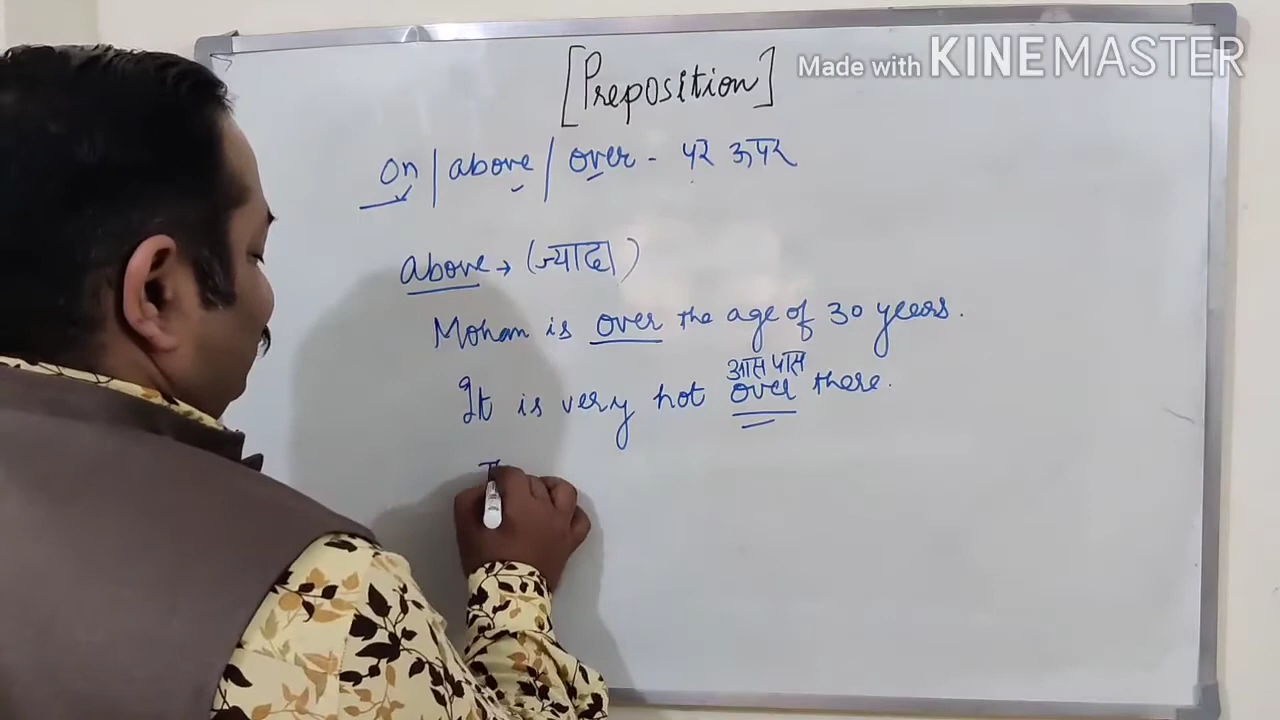 Made with KINEMASTER
[Preposition]
On / above / over - पर ऊपर
above → (ज्यादा)
Mohan is over the age of 30 years.
आस पास
It is very hot over there.